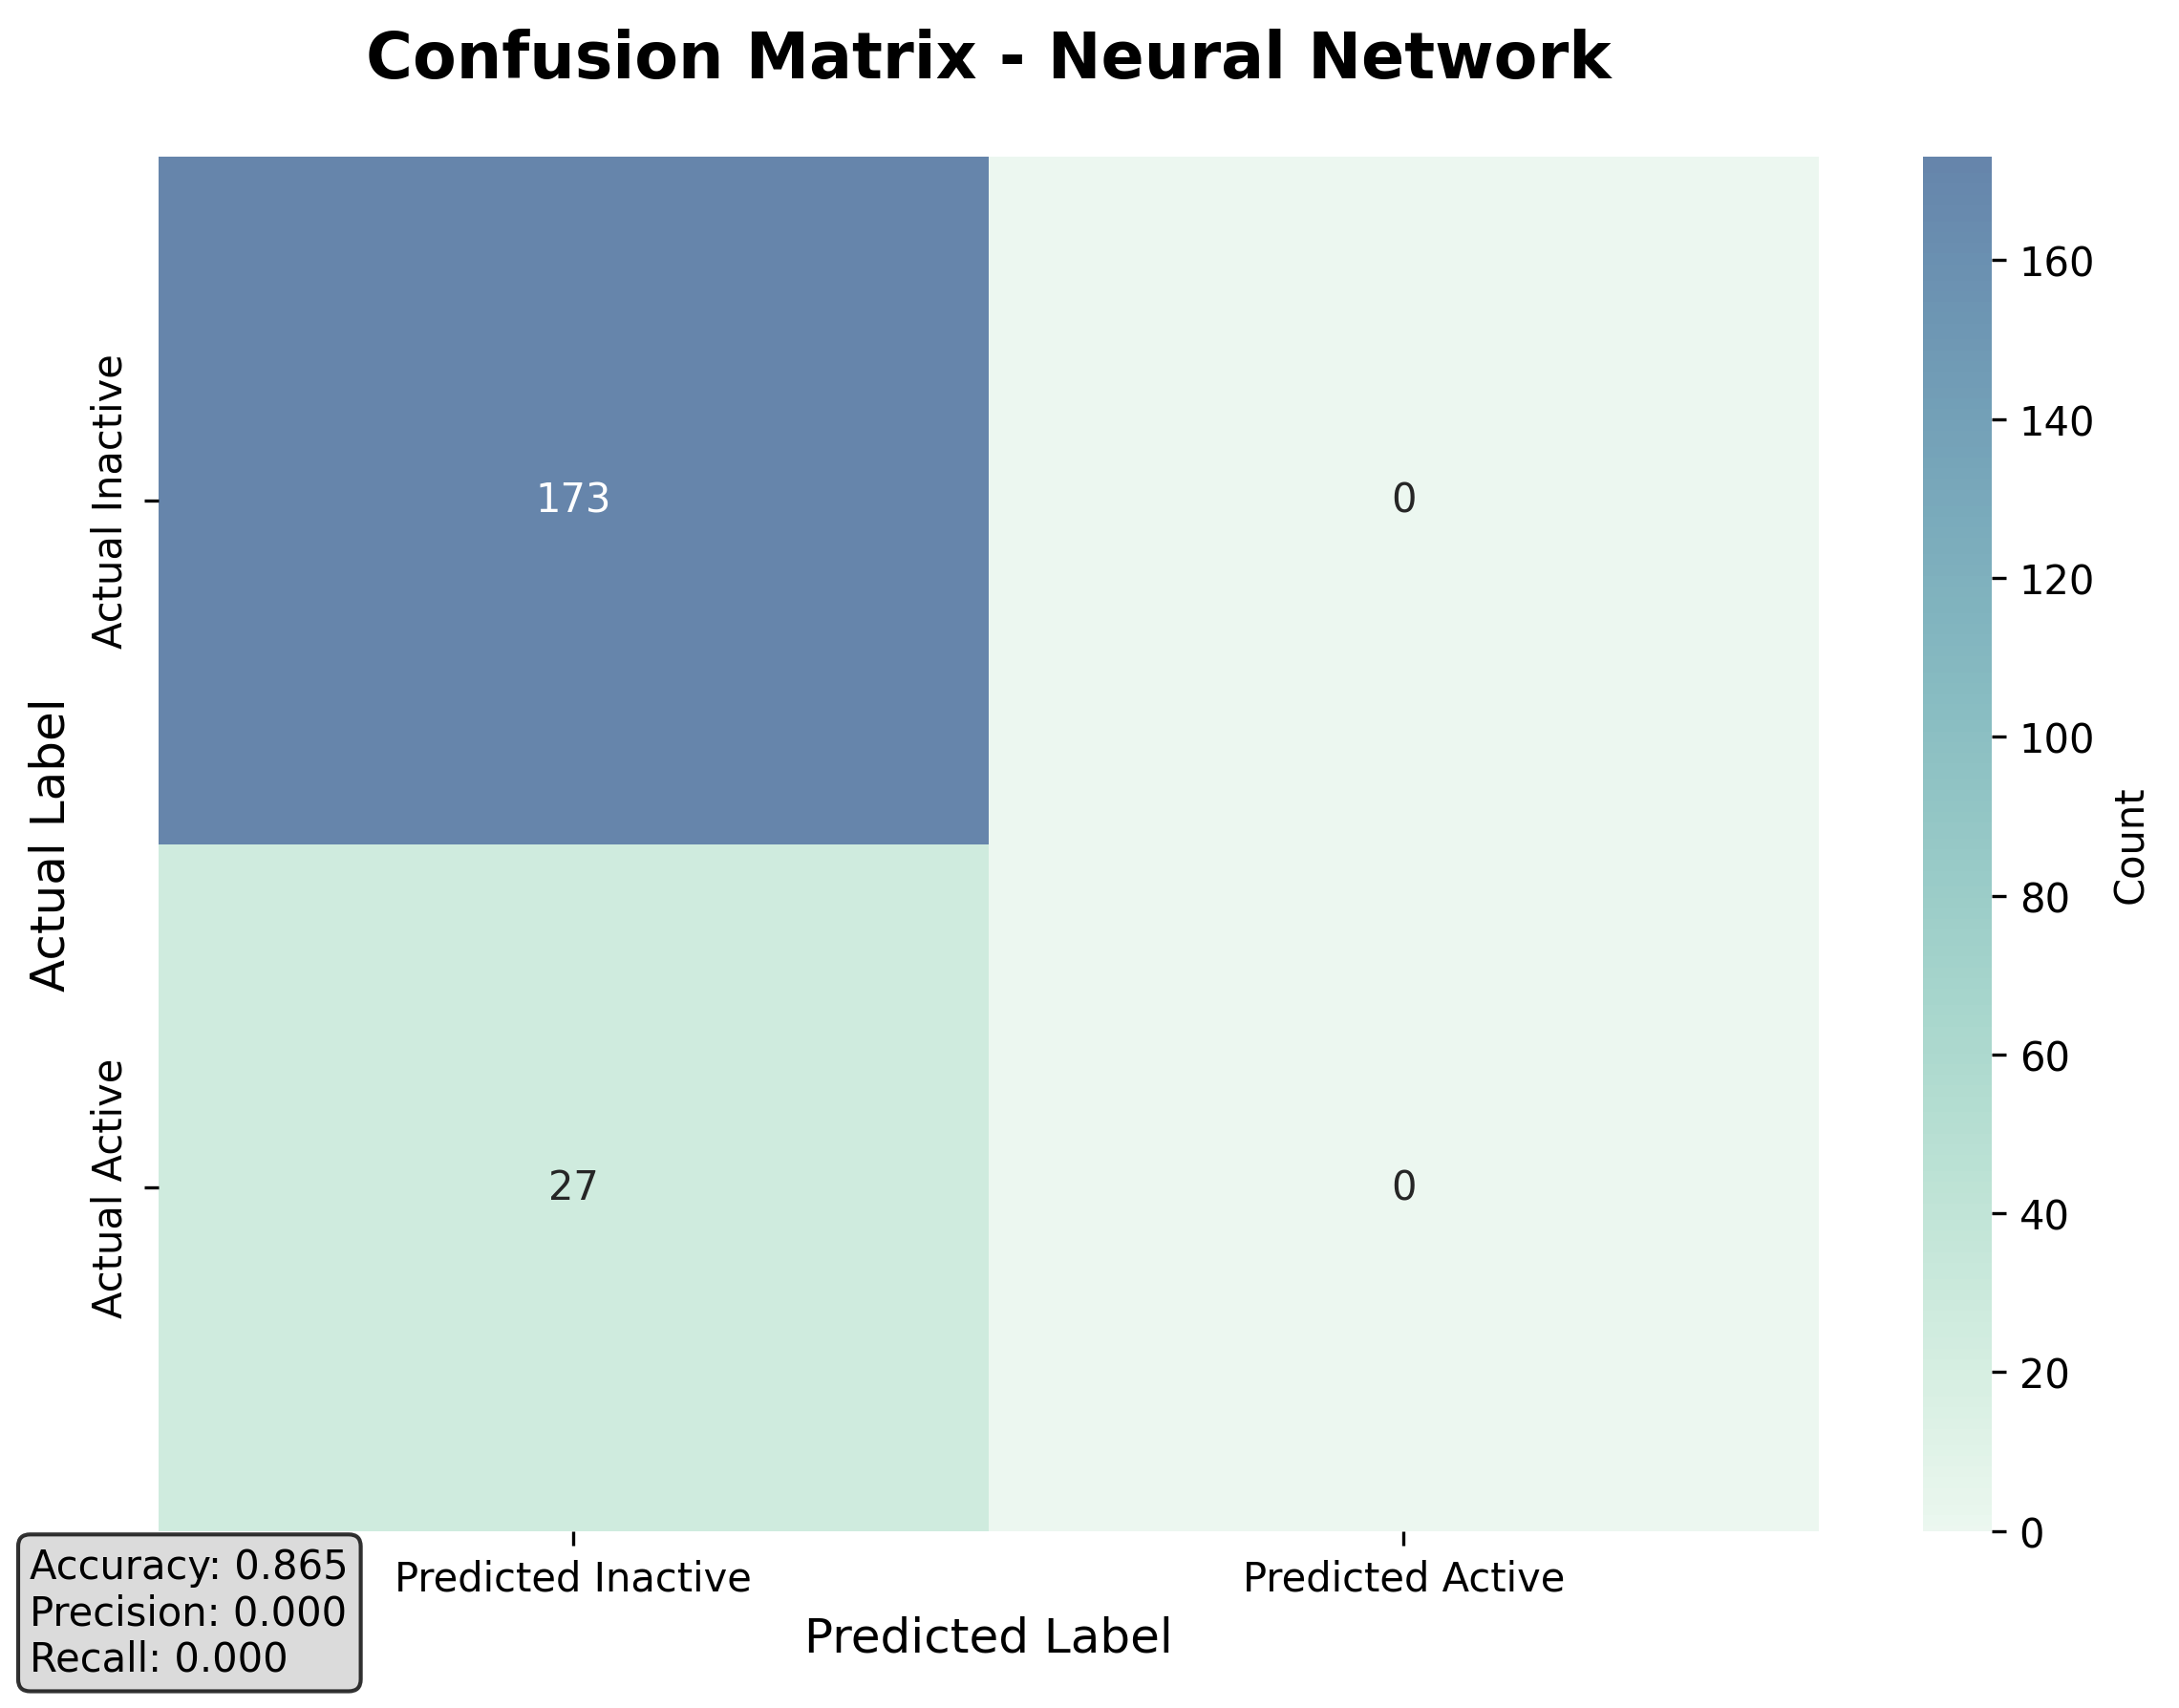 Confusion Matrix - Neural Network
Actual Label
Actual Inactive
Actual Active
173
0
27
0
160
140
120
100
80
60
40
20
0
Count
Predicted Inactive
Predicted Active
Predicted Label
Accuracy: 0.865
Precision: 0.000
Recall: 0.000